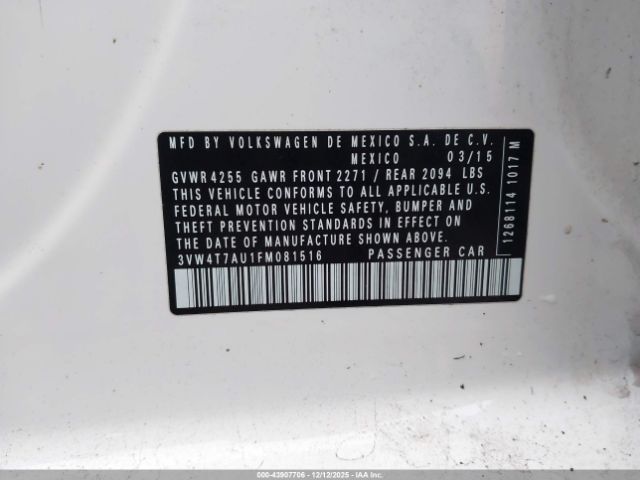 MFD BY VOLKSWAGEN DE MEXICO S.A. DE C.V.
MEXICO 03/15
GVWR 4255 GAWR FRONT 2271 / REAR 2094 LBS
THIS VEHICLE CONFORMS TO ALL APPLICABLE U.S.
FEDERAL MOTOR VEHICLE SAFETY, BUMPER AND
THEFT PREVENTION STANDARDS IN EFFECT ON
THE DATE OF MANUFACTURE SHOWN ABOVE.
3VW4T7AU1FM081516 PASSENGER CAR
1268114 1017 M
000-43907706 - 12/12/2025 - Copyright IAA, LLC